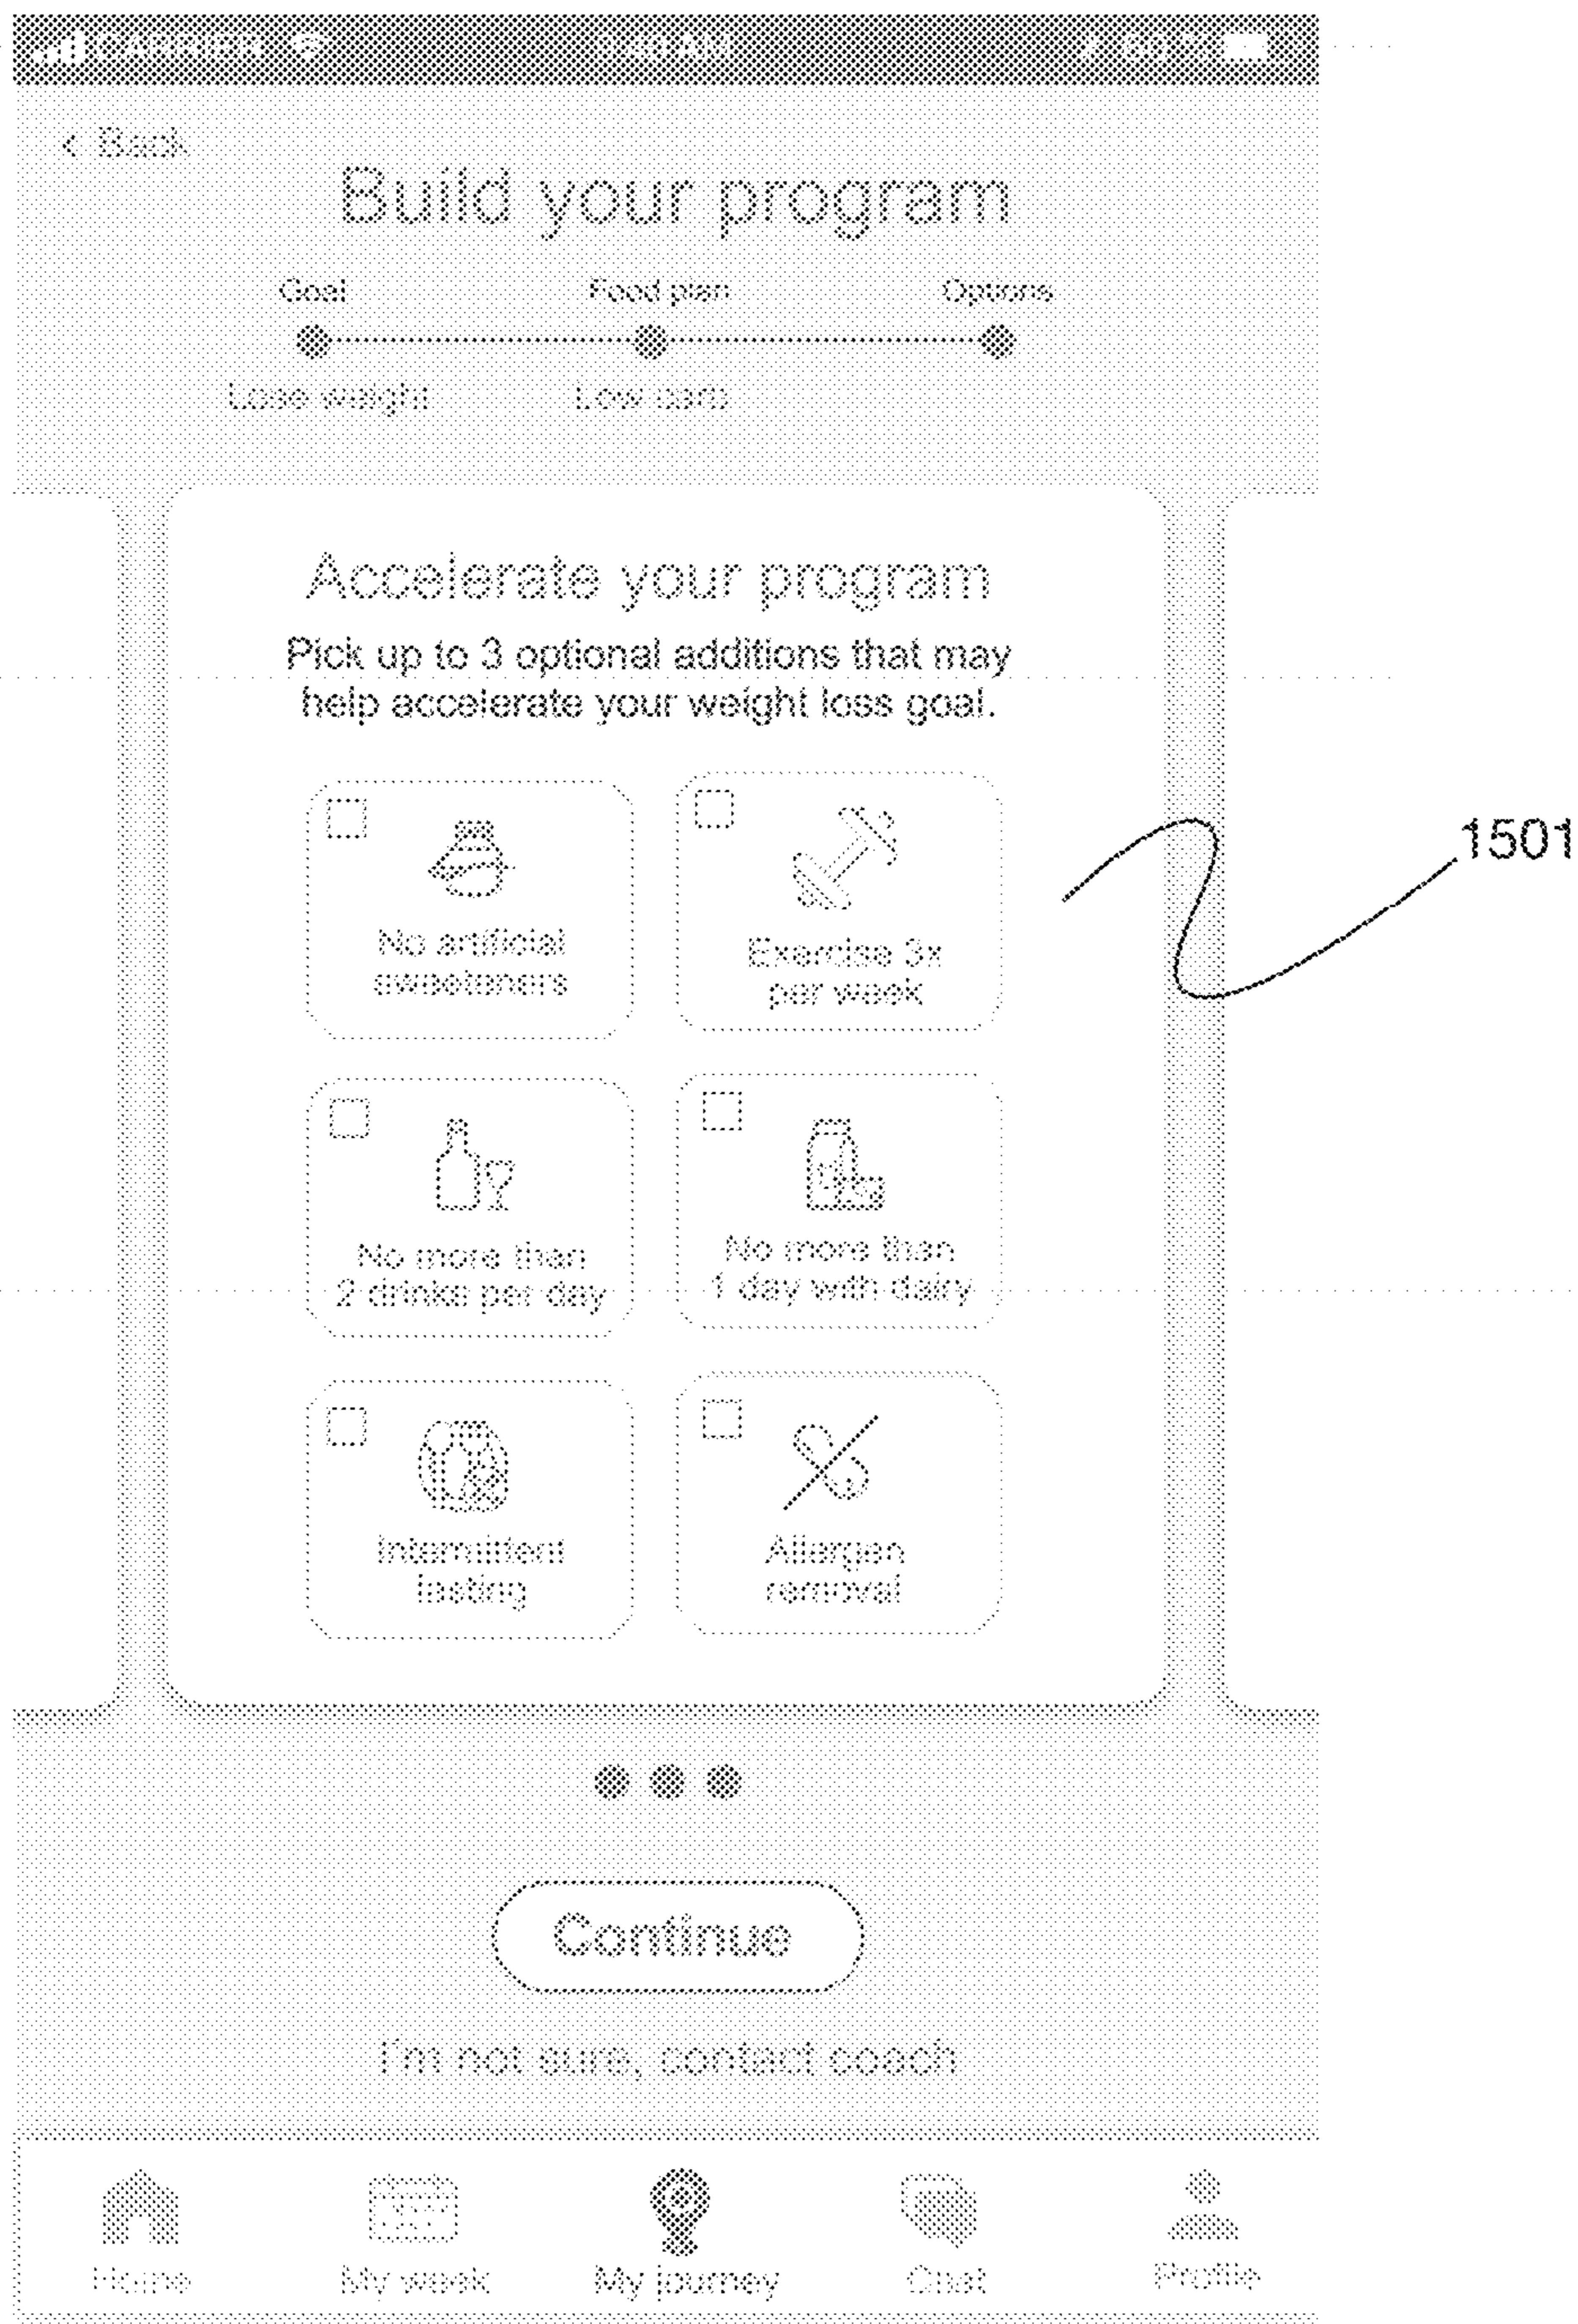 CARRIER
< Back
Build your program
Goal Food plan Options
Lose weight Low carb
Accelerate your program
Pick up to 3 optional additions that may
help accelerate your weight loss goal.
No artificial
sweeteners
Exercise 3x
per week
1501
No more than
2 drinks per day
No more than
1 day with dairy
Intermittent
fasting
Allergen
removal
Continue
I'm not sure, contact coach
Home My week My journey Chat Profile